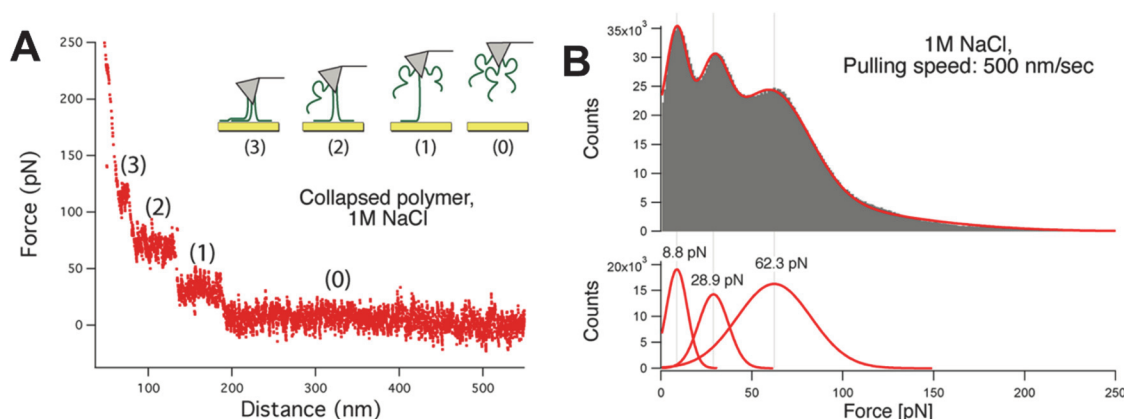 A
250
200
150
100
50
0
Force (pN)
(3)
(2)
(1)
(0)
(3)
(2)
(1)
(0)
Collapsed polymer,
1M NaCl
100
200
300
400
500
Distance (nm)
B
35x10³
30
25
20
15
10
5
0
Counts
1M NaCl,
Pulling speed: 500 nm/sec
20x10³
15
10
5
0
Counts
8.8 pN
28.9 pN
62.3 pN
0
50
100
150
200
250
Force [pN]